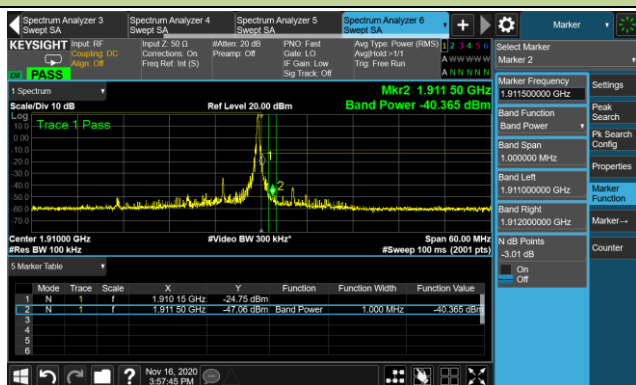 Spectrum Analyzer 3
Swept SA
Spectrum Analyzer 4
Swept SA
Spectrum Analyzer 5
Swept SA
Spectrum Analyzer 6
Swept SA
Marker
KEYSIGHT
Input: RF
Coupling: DC
Align: Off
Input Z: 50 Ω
Corrections: On
Freq Ref: Int (S)
#Atten: 20 dB
Preamp: Off
PNO: Fast
Gate: LO
IF Gain: Low
Sig Track: Off
Avg Type: Power (RMS)
Avg|Hold:>1/1
Trig: Free Run
1 2 3 4 5 6
A W W W W W
A N N N N N
PASS
1 Spectrum
Scale/Div 10 dB
Ref Level 20.00 dBm
Mkr2 1.911 50 GHz
Band Power -40.365 dBm
Log
Trace 1 Pass
10.0
0.00
-10.0
-20.0
-30.0
-40.0
-50.0
-60.0
-70.0
1
2
Center 1.91000 GHz
#Res BW 100 kHz
#Video BW 300 kHz*
Span 60.00 MHz
#Sweep 100 ms (2001 pts)
5 Marker Table
Mode Trace Scale X Y Function Function Width Function Value
1 N 1 f 1.910 15 GHz -24.75 dBm
2 N 1 f 1.911 50 GHz -47.06 dBm Band Power 1.000 MHz -40.365 dBm
3
4
5
6
Nov 16, 2020
3:57:45 PM
Select Marker
Marker 2
Marker Frequency
1.911500000 GHz
Band Function
Band Power
Band Span
1.000000 MHz
Band Left
1.911000000 GHz
Band Right
1.912000000 GHz
N dB Points
-3.01 dB
On
Off
Settings
Peak
Search
Pk Search
Config
Properties
Marker
Function
Marker→
Counter